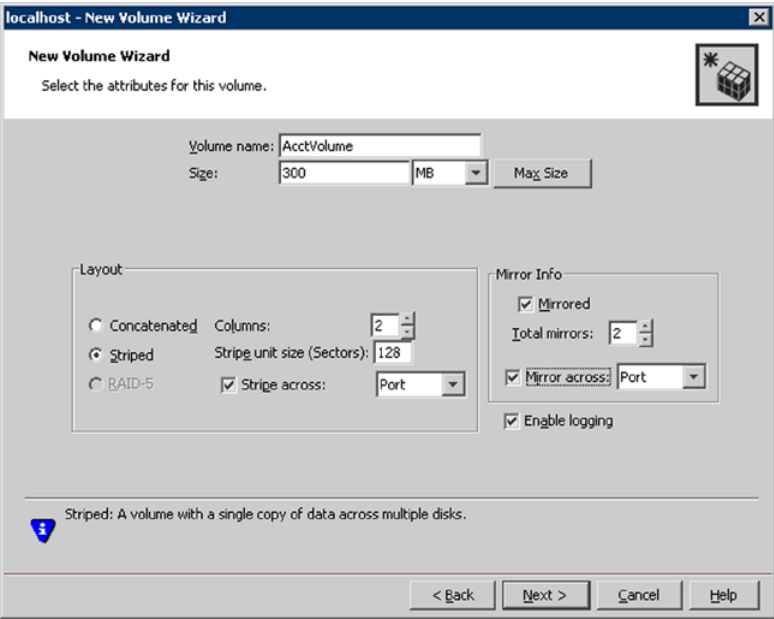 localhost - New Volume Wizard
New Volume Wizard
Select the attributes for this volume.
Volume name: AcctVolume
Size: 300 MB Max Size
Layout
Concatenated Columns: 2
Striped Stripe unit size (Sectors): 128
RAID-5 Stripe across: Port
Mirror Info
Mirrored
Total mirrors: 2
Mirror across: Port
Enable logging
Striped: A volume with a single copy of data across multiple disks.
< Back Next > Cancel Help